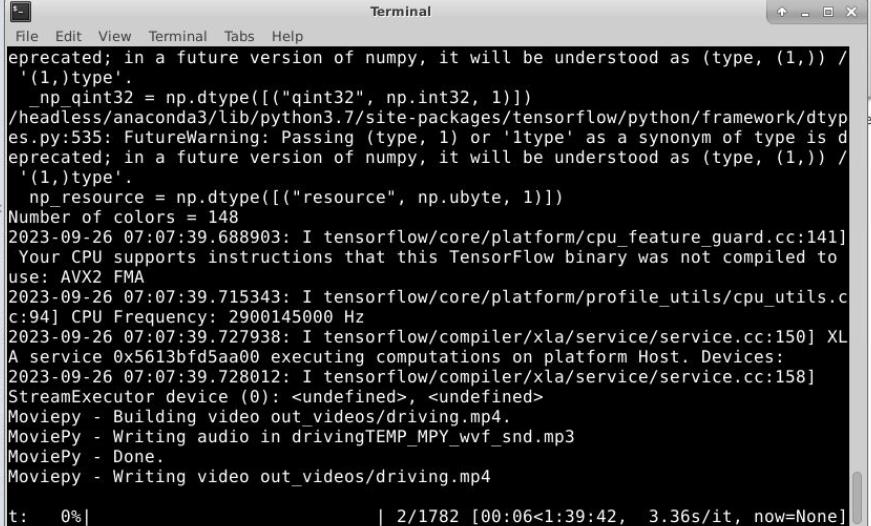 Terminal
File Edit View Terminal Tabs Help
eprecated; in a future version of numpy, it will be understood as (type, (1,)) /
 '(1,)type'.
  _np_qint32 = np.dtype([("qint32", np.int32, 1)])
/headless/anaconda3/lib/python3.7/site-packages/tensorflow/python/framework/dtyp
es.py:535: FutureWarning: Passing (type, 1) or '1type' as a synonym of type is d
eprecated; in a future version of numpy, it will be understood as (type, (1,)) /
 '(1,)type'.
  np_resource = np.dtype([("resource", np.ubyte, 1)])
Number of colors = 148
2023-09-26 07:07:39.688903: I tensorflow/core/platform/cpu_feature_guard.cc:141]
 Your CPU supports instructions that this TensorFlow binary was not compiled to
use: AVX2 FMA
2023-09-26 07:07:39.715343: I tensorflow/core/platform/profile_utils/cpu_utils.c
c:94] CPU Frequency: 2900145000 Hz
2023-09-26 07:07:39.727938: I tensorflow/compiler/xla/service/service.cc:150] XL
A service 0x5613bfd5aa00 executing computations on platform Host. Devices:
2023-09-26 07:07:39.728012: I tensorflow/compiler/xla/service/service.cc:158]
StreamExecutor device (0): <undefined>, <undefined>
Moviepy - Building video out_videos/driving.mp4.
MoviePy - Writing audio in drivingTEMP_MPY_wvf_snd.mp3
MoviePy - Done.
Moviepy - Writing video out_videos/driving.mp4
t:   0%|                             | 2/1782 [00:06<1:39:42,  3.36s/it, now=None]